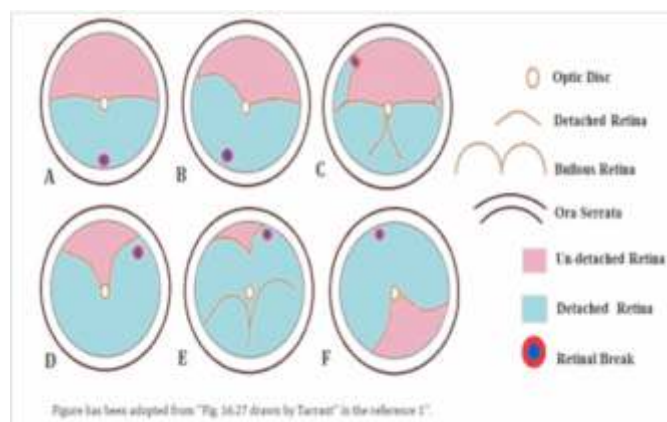 A
B
C
D
E
F
Optic Disc
Detached Retina
Bullous Retina
Ora Serrata
Un-detached Retina
Detached Retina
Retinal Break
Figure has been adopted from "Fig. 16.27 drawn by Tarrant" in the reference 1".